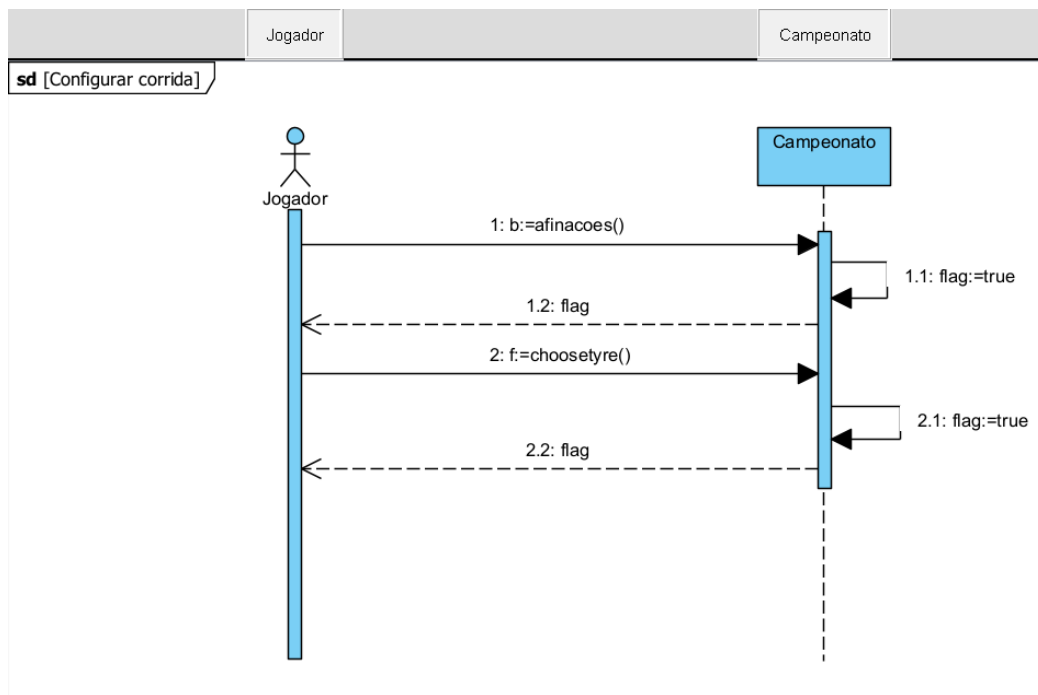 Jogador
Campeonato
sd [Configurar corrida]
Campeonato
Jogador
1: b:=afinacoes()
1.1: flag:=true
1.2: flag
2: f:=choosetyre()
2.1: flag:=true
2.2: flag